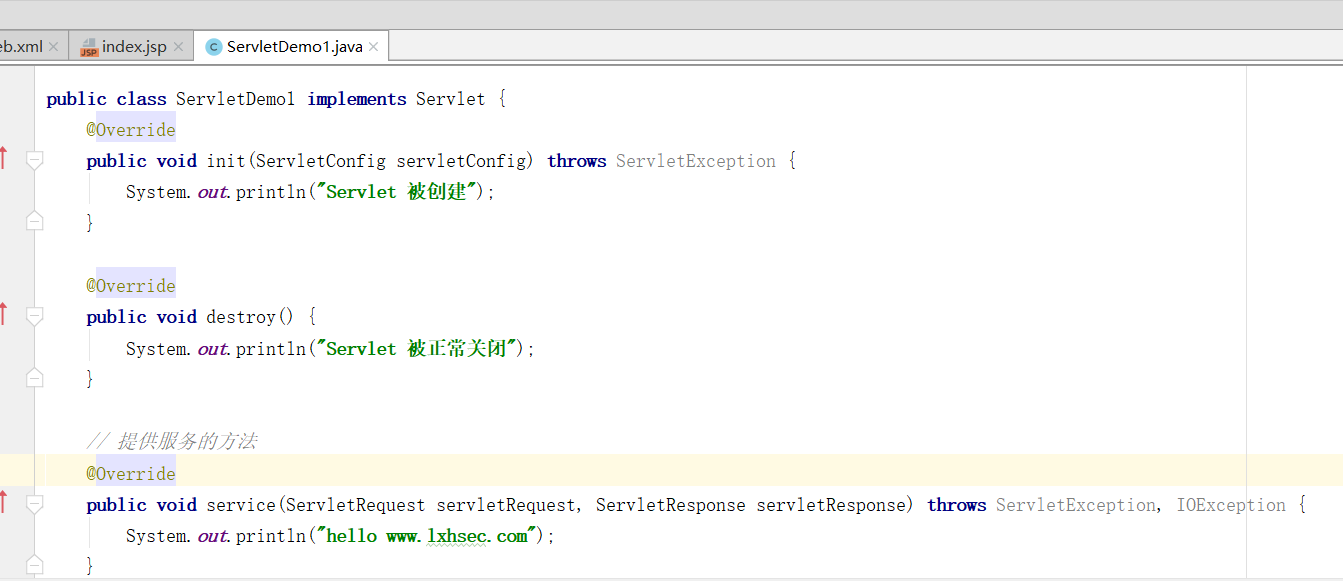 eb.xml
JSP index.jsp
C ServletDemo1.java
public class ServletDemo1 implements Servlet {
@Override
public void init(ServletConfig servletConfig) throws ServletException {
System.out.println("Servlet 被创建");
}
@Override
public void destroy() {
System.out.println("Servlet 被正常关闭");
}
// 提供服务的方法
@Override
public void service(ServletRequest servletRequest, ServletResponse servletResponse) throws ServletException, IOException {
System.out.println("hello www.lxhsec.com");
}